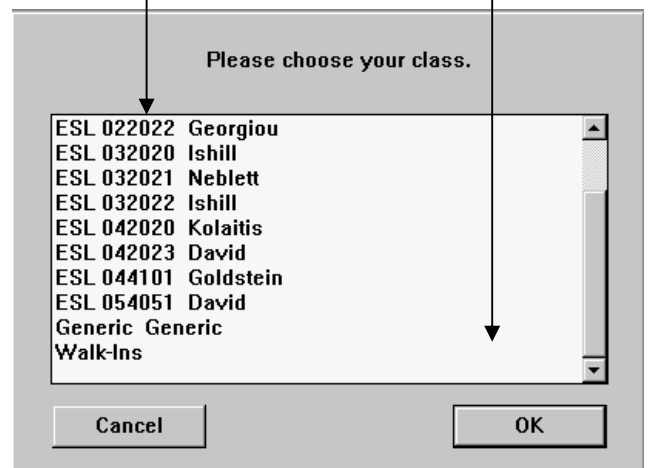 Please choose your class.
ESL 022022 Georgiou
ESL 032020 Ishill
ESL 032021 Neblett
ESL 032022 Ishill
ESL 042020 Kolaitis
ESL 042023 David
ESL 044101 Goldstein
ESL 054051 David
Generic Generic
Walk-Ins
Cancel OK